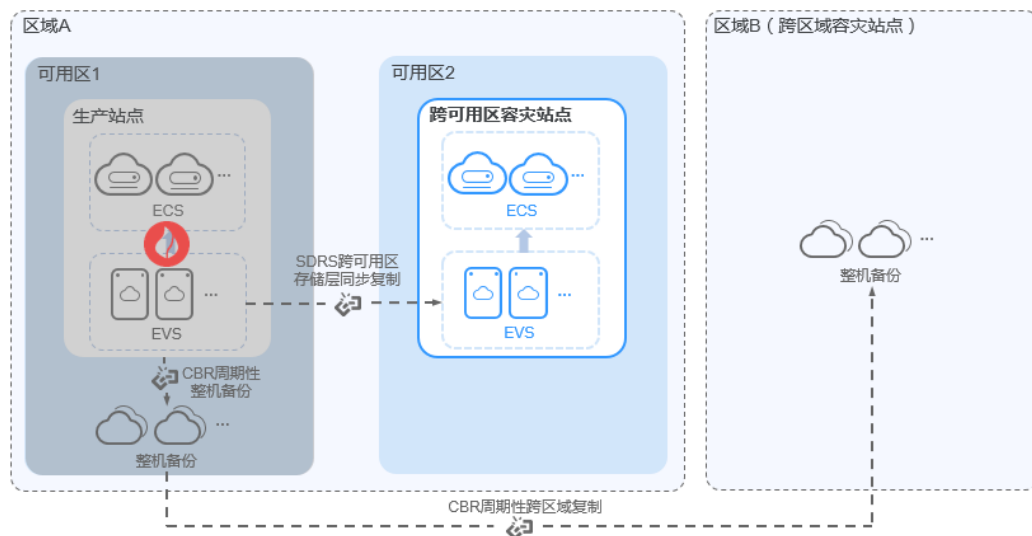 区域A
可用区1
生产站点
ECS
...
EVS
...
CBR周期性
整机备份
...
整机备份
SDRS跨可用区
存储层同步复制
可用区2
跨可用区容灾站点
...
ECS
...
EVS
区域B（跨区域容灾站点）
...
整机备份
CBR周期性跨区域复制